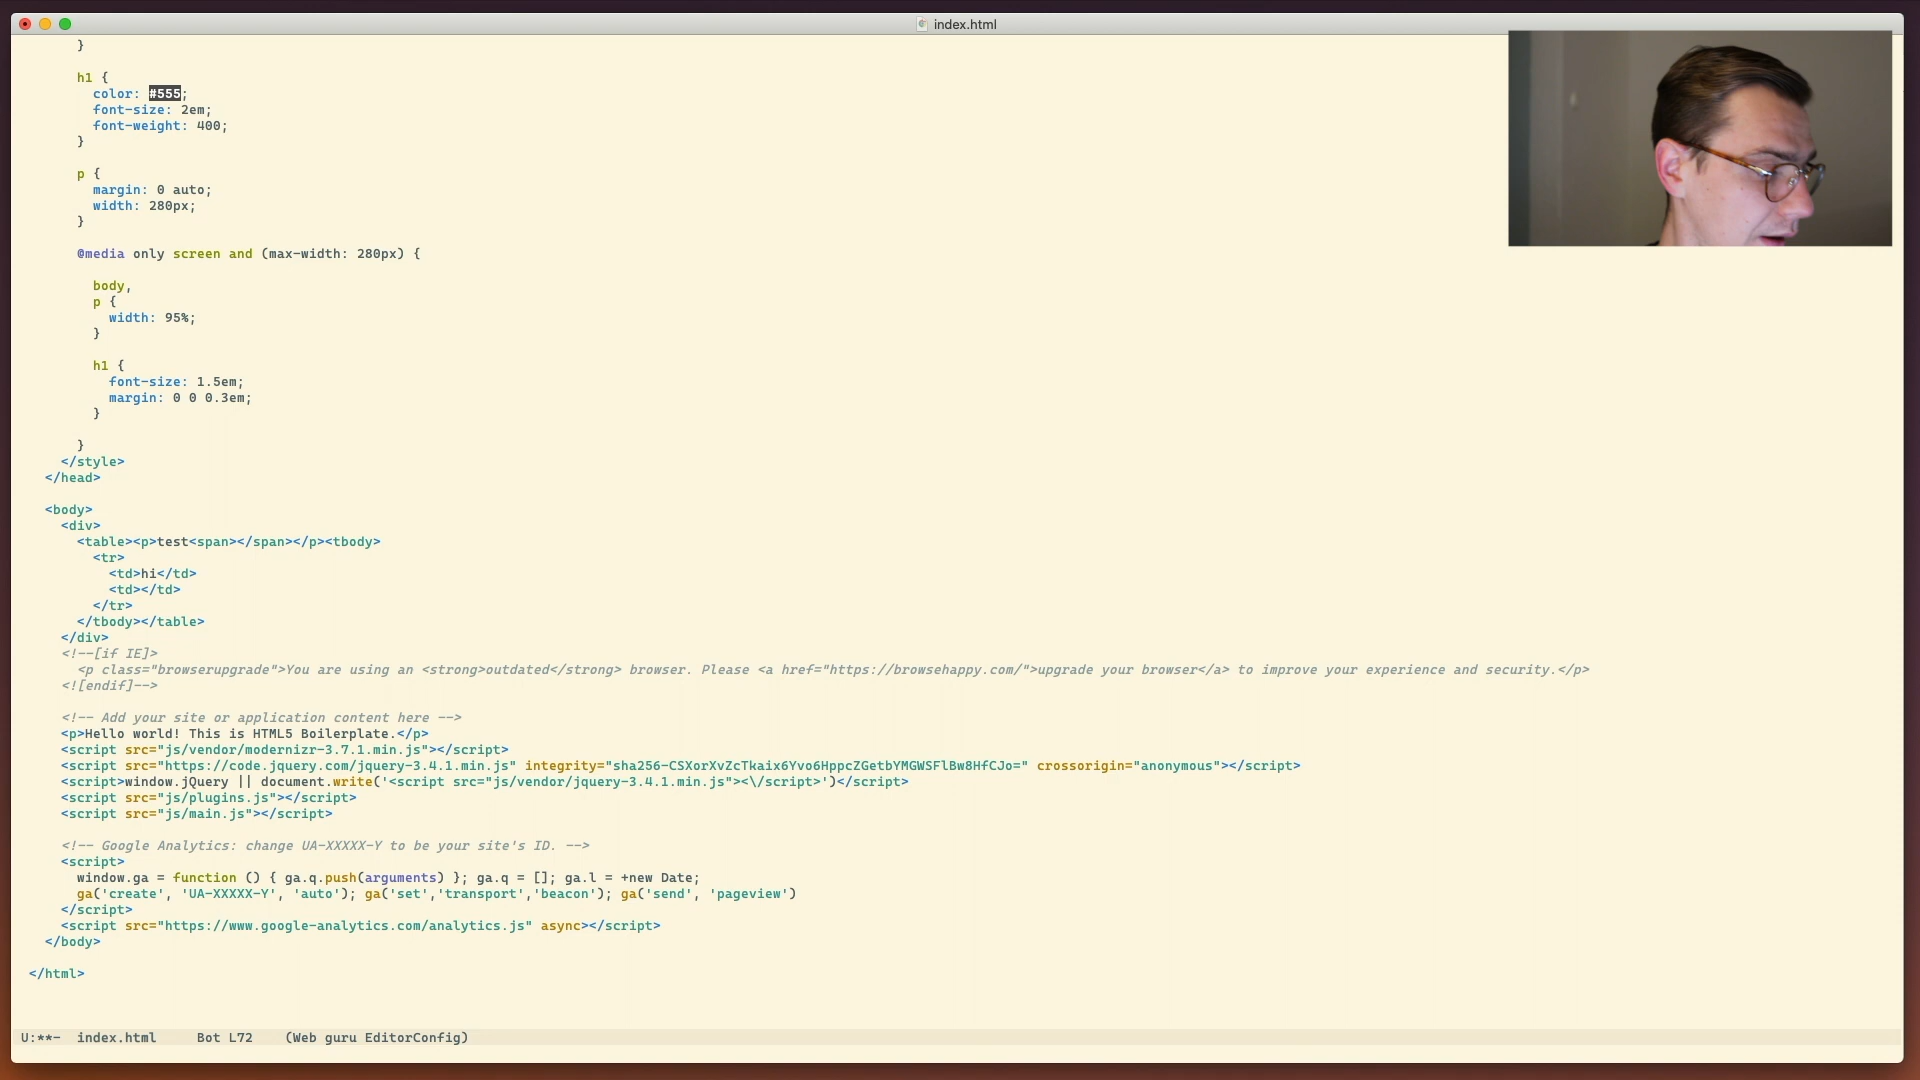 index.html
}
h1 {
color: #555;
font-size: 2em;
font-weight: 400;
}
p {
margin: 0 auto;
width: 280px;
}
@media only screen and (max-width: 280px) {
body,
p {
width: 95%;
}
h1 {
font-size: 1.5em;
margin: 0 0 0.3em;
}
}
</style>
</head>
<body>
<div>
<table><p>test<span></span></p><tbody>
<tr>
<td>hi</td>
<td></td>
</tr>
</tbody></table>
</div>
<!--[if IE]>
<p class="browserupgrade">You are using an <strong>outdated</strong> browser. Please <a href="https://browsehappy.com/">upgrade your browser</a> to improve your experience and security.</p>
<![endif]-->
<!-- Add your site or application content here -->
<p>Hello world! This is HTML5 Boilerplate.</p>
<script src="js/vendor/modernizr-3.7.1.min.js"></script>
<script src="https://code.jquery.com/jquery-3.4.1.min.js" integrity="sha256-CSXorXvZcTkaix6Yvo6HppcZGetbYMGWSFlBw8HfCJo=" crossorigin="anonymous"></script>
<script>window.jQuery || document.write('<script src="js/vendor/jquery-3.4.1.min.js"><\/script>')</script>
<script src="js/plugins.js"></script>
<script src="js/main.js"></script>
<!-- Google Analytics: change UA-XXXXX-Y to be your site's ID. -->
<script>
window.ga = function () { ga.q.push(arguments) }; ga.q = []; ga.l = +new Date;
ga('create', 'UA-XXXXX-Y', 'auto'); ga('set','transport','beacon'); ga('send', 'pageview')
</script>
<script src="https://www.google-analytics.com/analytics.js" async></script>
</body>
</html>
U:**- index.html Bot L72 (Web guru EditorConfig)